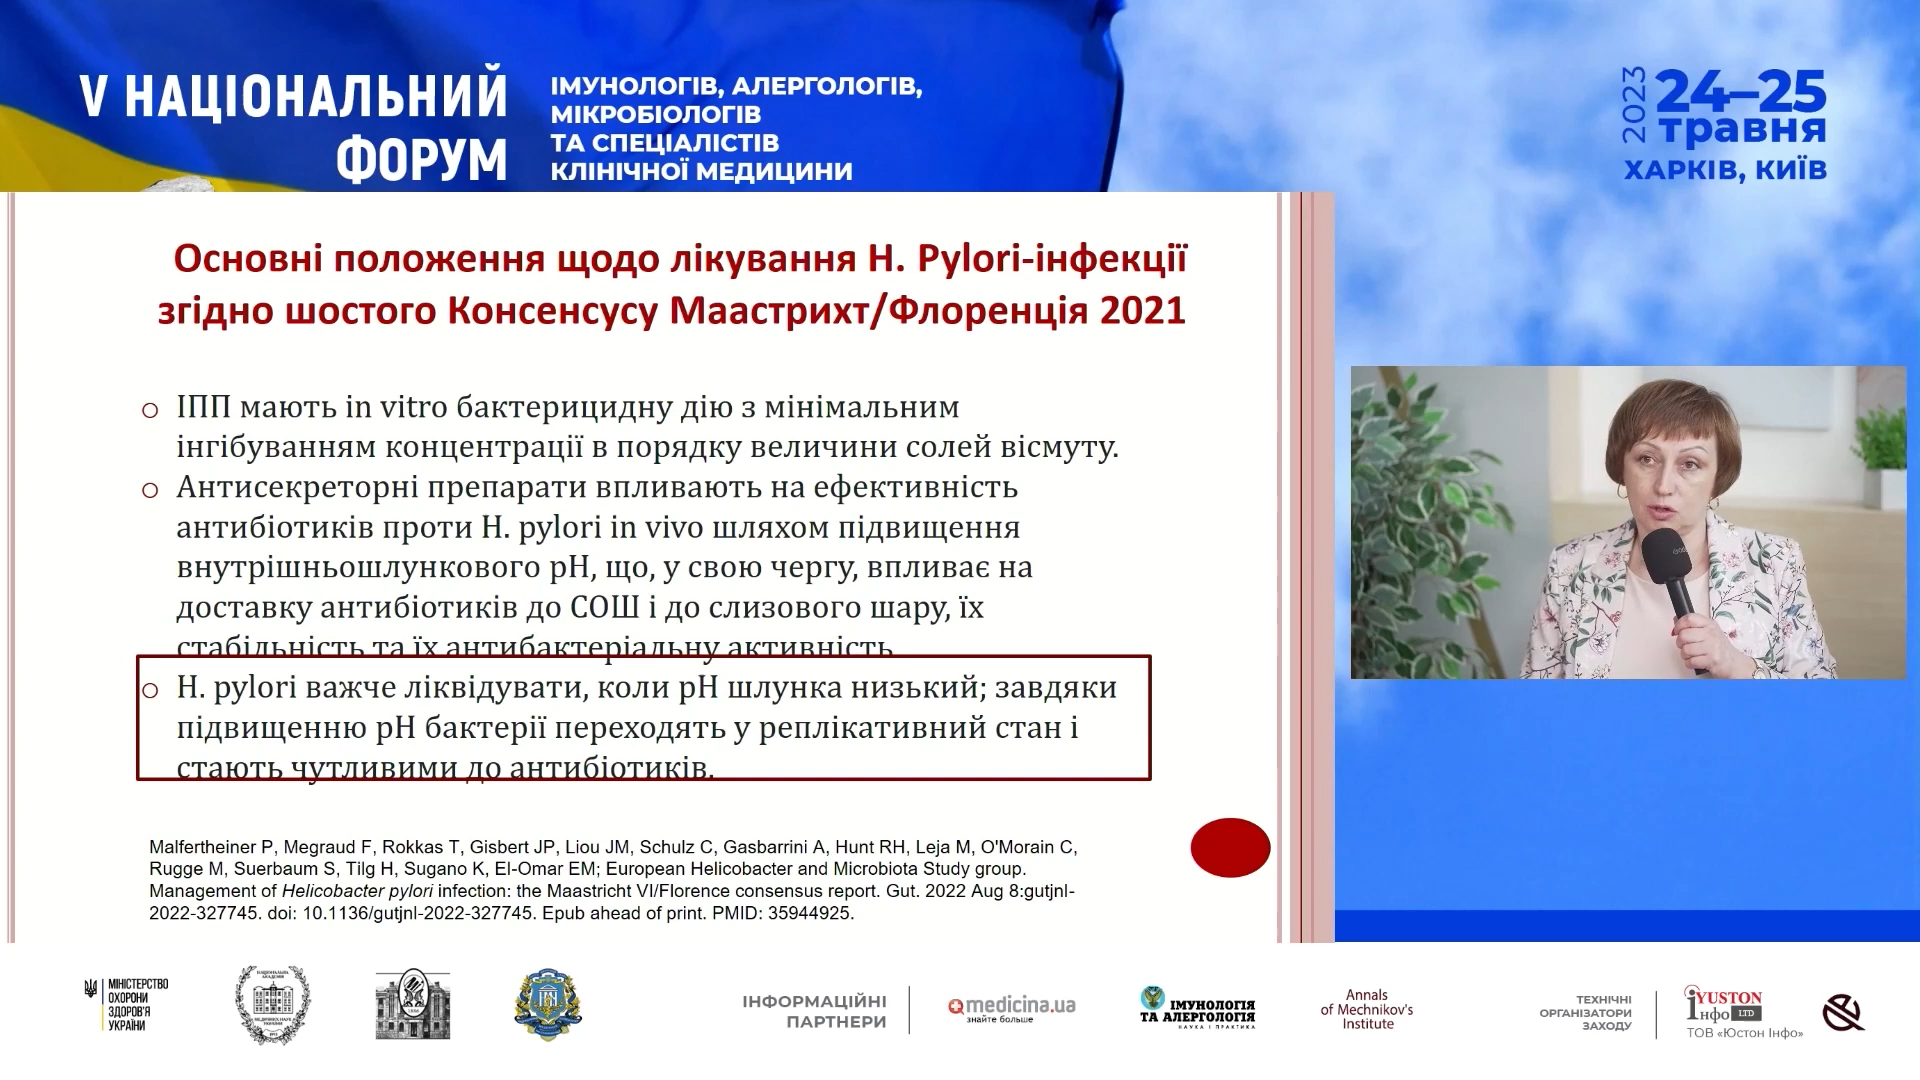 V НАЦІОНАЛЬНИЙ
ФОРУМ
ІМУНОЛОГІВ, АЛЕРГОЛОГІВ,
МІКРОБІОЛОГІВ
ТА СПЕЦІАЛІСТІВ
КЛІНІЧНОЇ МЕДИЦИНИ
2023
24–25
травня
ХАРКІВ, КИЇВ
Основні положення щодо лікування H. Pylori-інфекції
згідно шостого Консенсусу Маастрихт/Флоренція 2021
ІПП мають in vitro бактерицидну дію з мінімальним
інгібуванням концентрації в порядку величини солей вісмуту.
Антисекреторні препарати впливають на ефективність
антибіотиків проти H. pylori in vivo шляхом підвищення
внутрішньошлункового рН, що, у свою чергу, впливає на
доставку антибіотиків до СОШ і до слизового шару, їх
стабільність та їх антибактеріальну активність.
H. pylori важче ліквідувати, коли рН шлунка низький; завдяки
підвищенню рН бактерії переходять у реплікативний стан і
стають чутливими до антибіотиків.
Malfertheiner P, Megraud F, Rokkas T, Gisbert JP, Liou JM, Schulz C, Gasbarrini A, Hunt RH, Leja M, O'Morain C,
Rugge M, Suerbaum S, Tilg H, Sugano K, El-Omar EM; European Helicobacter and Microbiota Study group.
Management of Helicobacter pylori infection: the Maastricht VI/Florence consensus report. Gut. 2022 Aug 8:gutjnl-
2022-327745. doi: 10.1136/gutjnl-2022-327745. Epub ahead of print. PMID: 35944925.
МІНІСТЕРСТВО
ОХОРОНИ
ЗДОРОВ'Я
УКРАЇНИ
ІНФОРМАЦІЙНІ
ПАРТНЕРИ
medicina.ua
знайте больше
ІМУНОЛОГІЯ
ТА АЛЕРГОЛОГІЯ
НАУКА І ПРАКТИКА
Annals
of Mechnikov's
Institute
ТЕХНІЧНІ
ОРГАНІЗАТОРИ
ЗАХОДУ
YUSTON
Інфо LTD
ТОВ «Юстон Інфо»